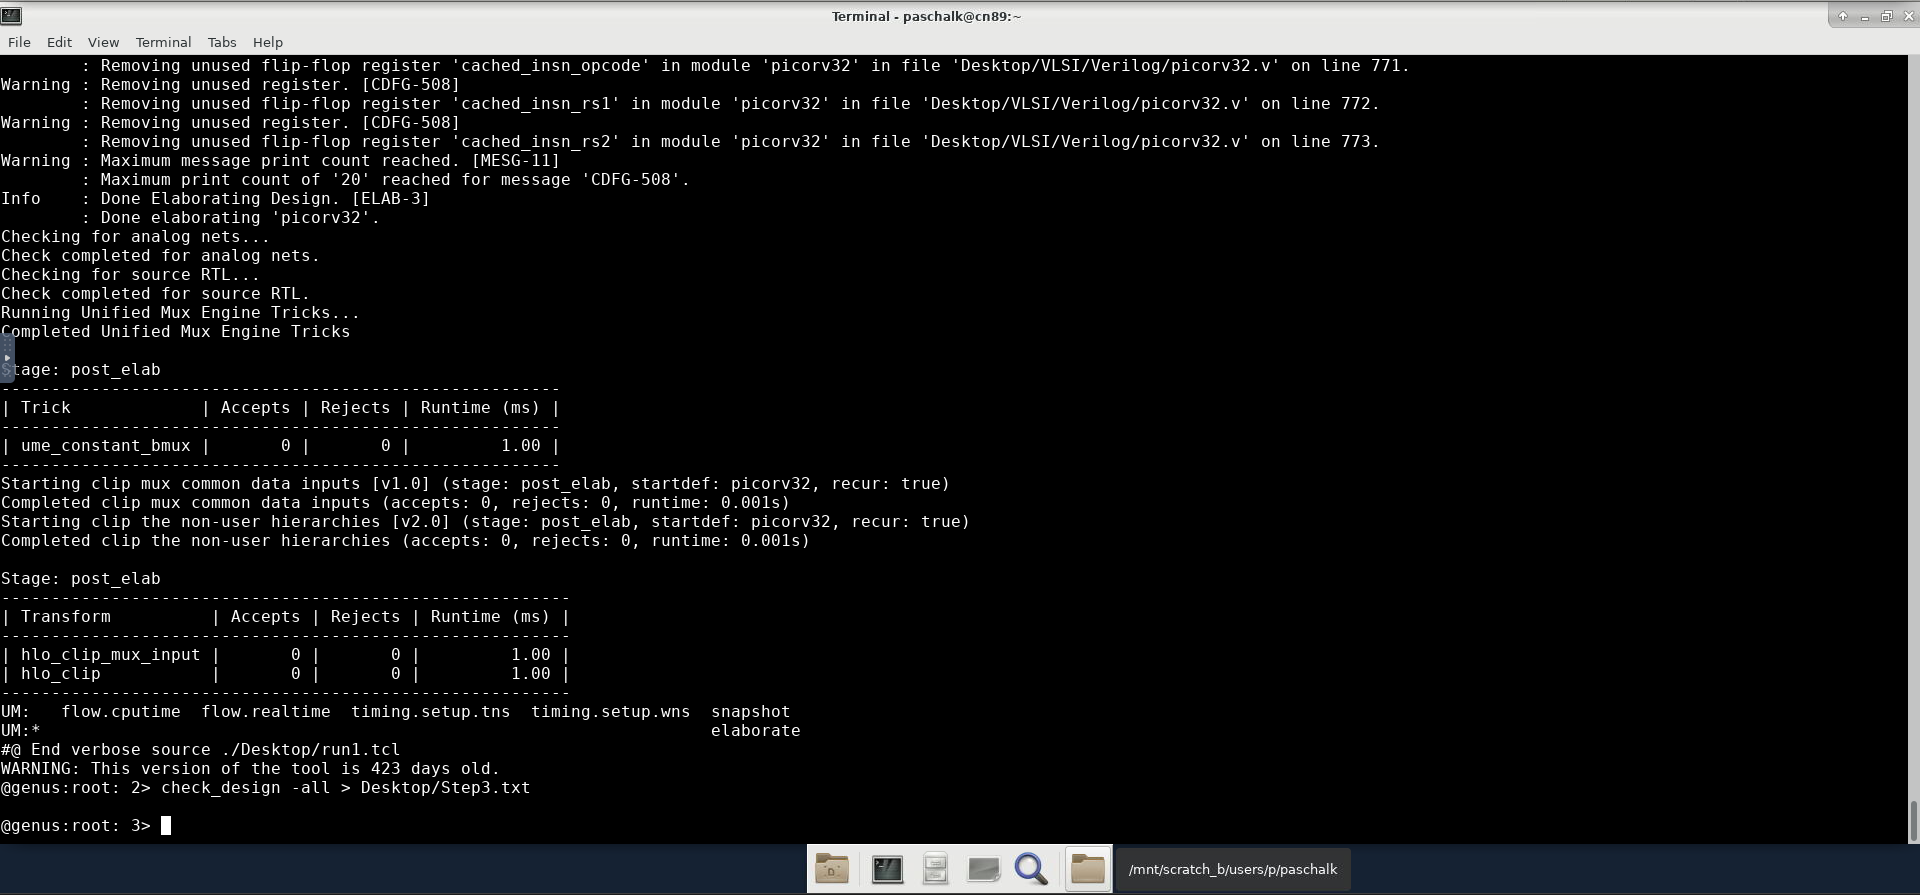 Terminal - paschalk@cn89:~
File Edit View Terminal Tabs Help
        : Removing unused flip-flop register 'cached_insn_opcode' in module 'picorv32' in file 'Desktop/VLSI/Verilog/picorv32.v' on line 771.
Warning : Removing unused register. [CDFG-508]
        : Removing unused flip-flop register 'cached_insn_rs1' in module 'picorv32' in file 'Desktop/VLSI/Verilog/picorv32.v' on line 772.
Warning : Removing unused register. [CDFG-508]
        : Removing unused flip-flop register 'cached_insn_rs2' in module 'picorv32' in file 'Desktop/VLSI/Verilog/picorv32.v' on line 773.
Warning : Maximum message print count reached. [MESG-11]
        : Maximum print count of '20' reached for message 'CDFG-508'.
Info    : Done Elaborating Design. [ELAB-3]
        : Done elaborating 'picorv32'.
Checking for analog nets...
Check completed for analog nets.
Checking for source RTL...
Check completed for source RTL.
Running Unified Mux Engine Tricks...
Completed Unified Mux Engine Tricks

Stage: post_elab
--------------------------------------------------------
| Trick             | Accepts | Rejects | Runtime (ms) |
--------------------------------------------------------
| ume_constant_bmux |       0 |       0 |         1.00 |
--------------------------------------------------------
Starting clip mux common data inputs [v1.0] (stage: post_elab, startdef: picorv32, recur: true)
Completed clip mux common data inputs (accepts: 0, rejects: 0, runtime: 0.001s)
Starting clip the non-user hierarchies [v2.0] (stage: post_elab, startdef: picorv32, recur: true)
Completed clip the non-user hierarchies (accepts: 0, rejects: 0, runtime: 0.001s)

Stage: post_elab
---------------------------------------------------------
| Transform          | Accepts | Rejects | Runtime (ms) |
---------------------------------------------------------
| hlo_clip_mux_input |       0 |       0 |         1.00 |
| hlo_clip           |       0 |       0 |         1.00 |
---------------------------------------------------------
UM:   flow.cputime  flow.realtime  timing.setup.tns  timing.setup.wns  snapshot
UM:*                                                                   elaborate
#@ End verbose source ./Desktop/run1.tcl
WARNING: This version of the tool is 423 days old.
@genus:root: 2> check_design -all > Desktop/Step3.txt

@genus:root: 3>
/mnt/scratch_b/users/p/paschalk